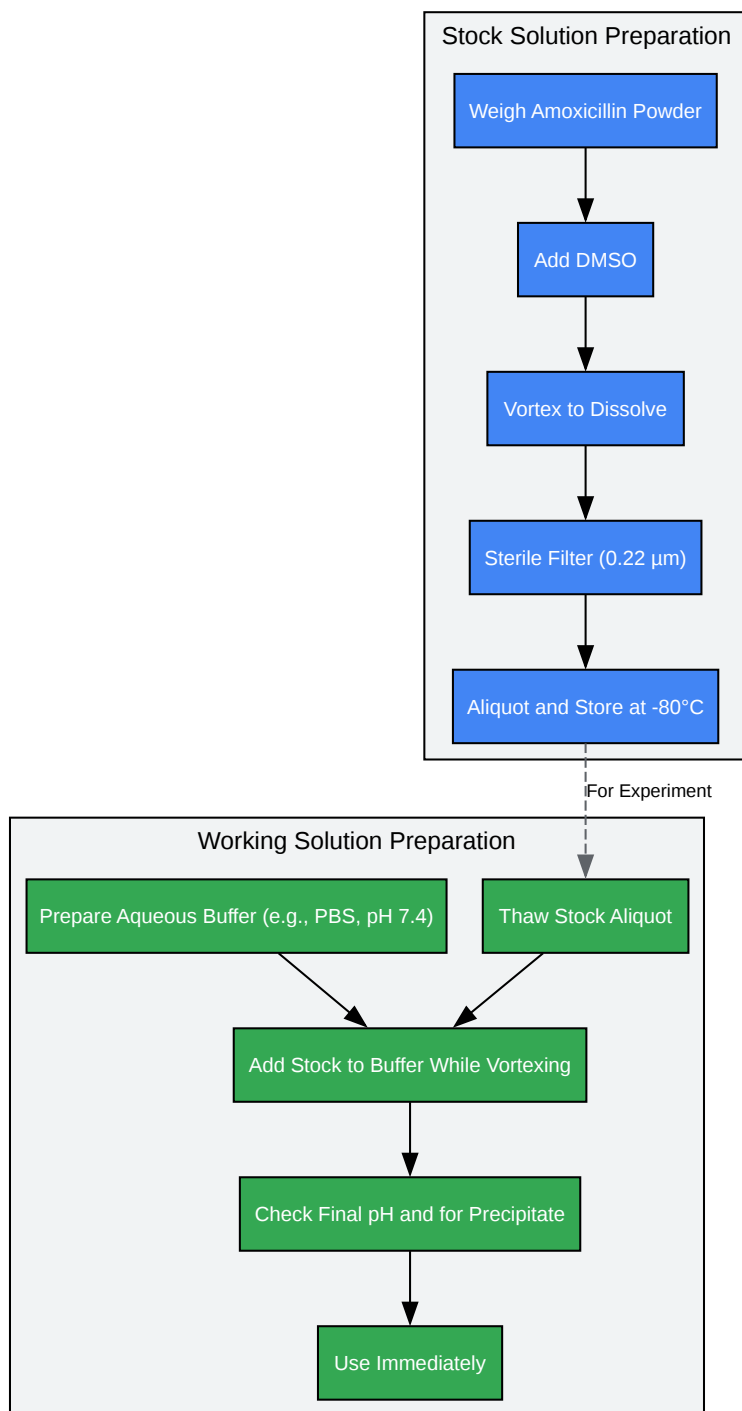 Stock Solution Preparation
Weigh Amoxicillin Powder
Add DMSO
Vortex to Dissolve
Sterile Filter (0.22 µm)
Aliquot and Store at -80°C
For Experiment
Working Solution Preparation
Prepare Aqueous Buffer (e.g., PBS, pH 7.4)
Thaw Stock Aliquot
Add Stock to Buffer While Vortexing
Check Final pH and for Precipitate
Use Immediately